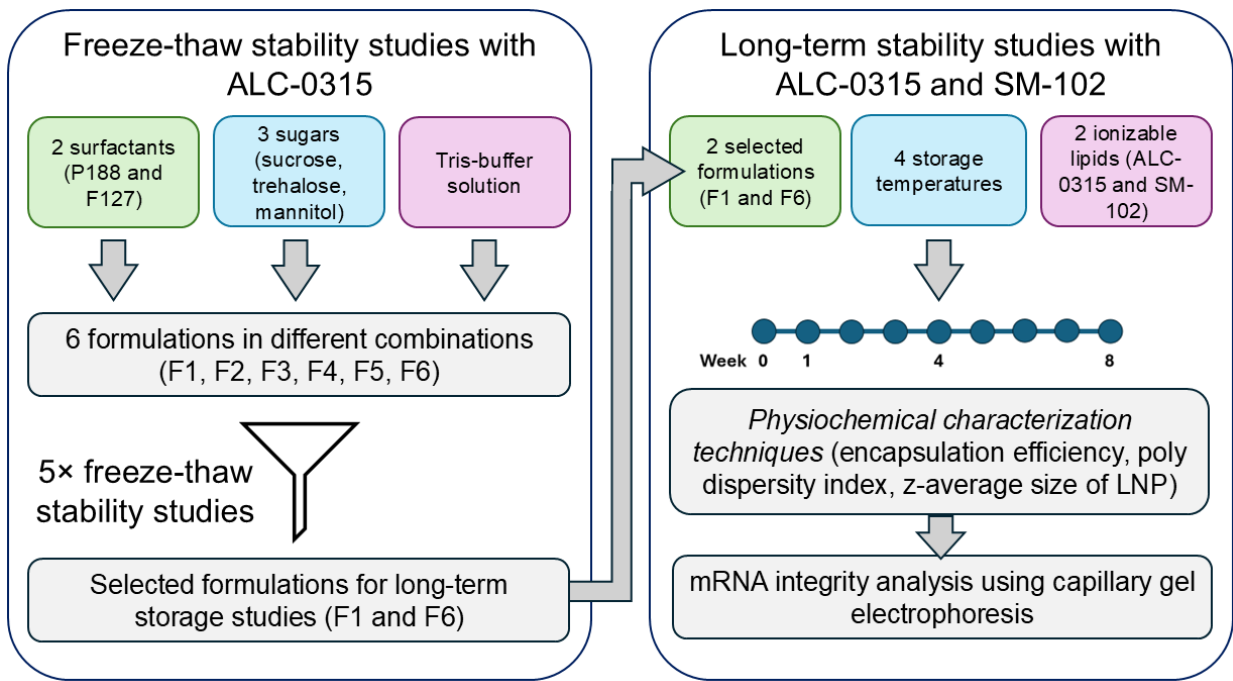 Freeze-thaw stability studies with
ALC-0315
2 surfactants
(P188 and
F127)
3 sugars
(sucrose,
trehalose,
mannitol)
Tris-buffer
solution
6 formulations in different combinations
(F1, F2, F3, F4, F5, F6)
5× freeze-thaw
stability studies
Selected formulations for long-term
storage studies (F1 and F6)
Long-term stability studies with
ALC-0315 and SM-102
2 selected
formulations
(F1 and F6)
4 storage
temperatures
2 ionizable
lipids (ALC-
0315 and SM-
102)
Week 0 1 4 8
Physiochemical characterization
techniques (encapsulation efficiency, poly
dispersity index, z-average size of LNP)
mRNA integrity analysis using capillary gel
electrophoresis